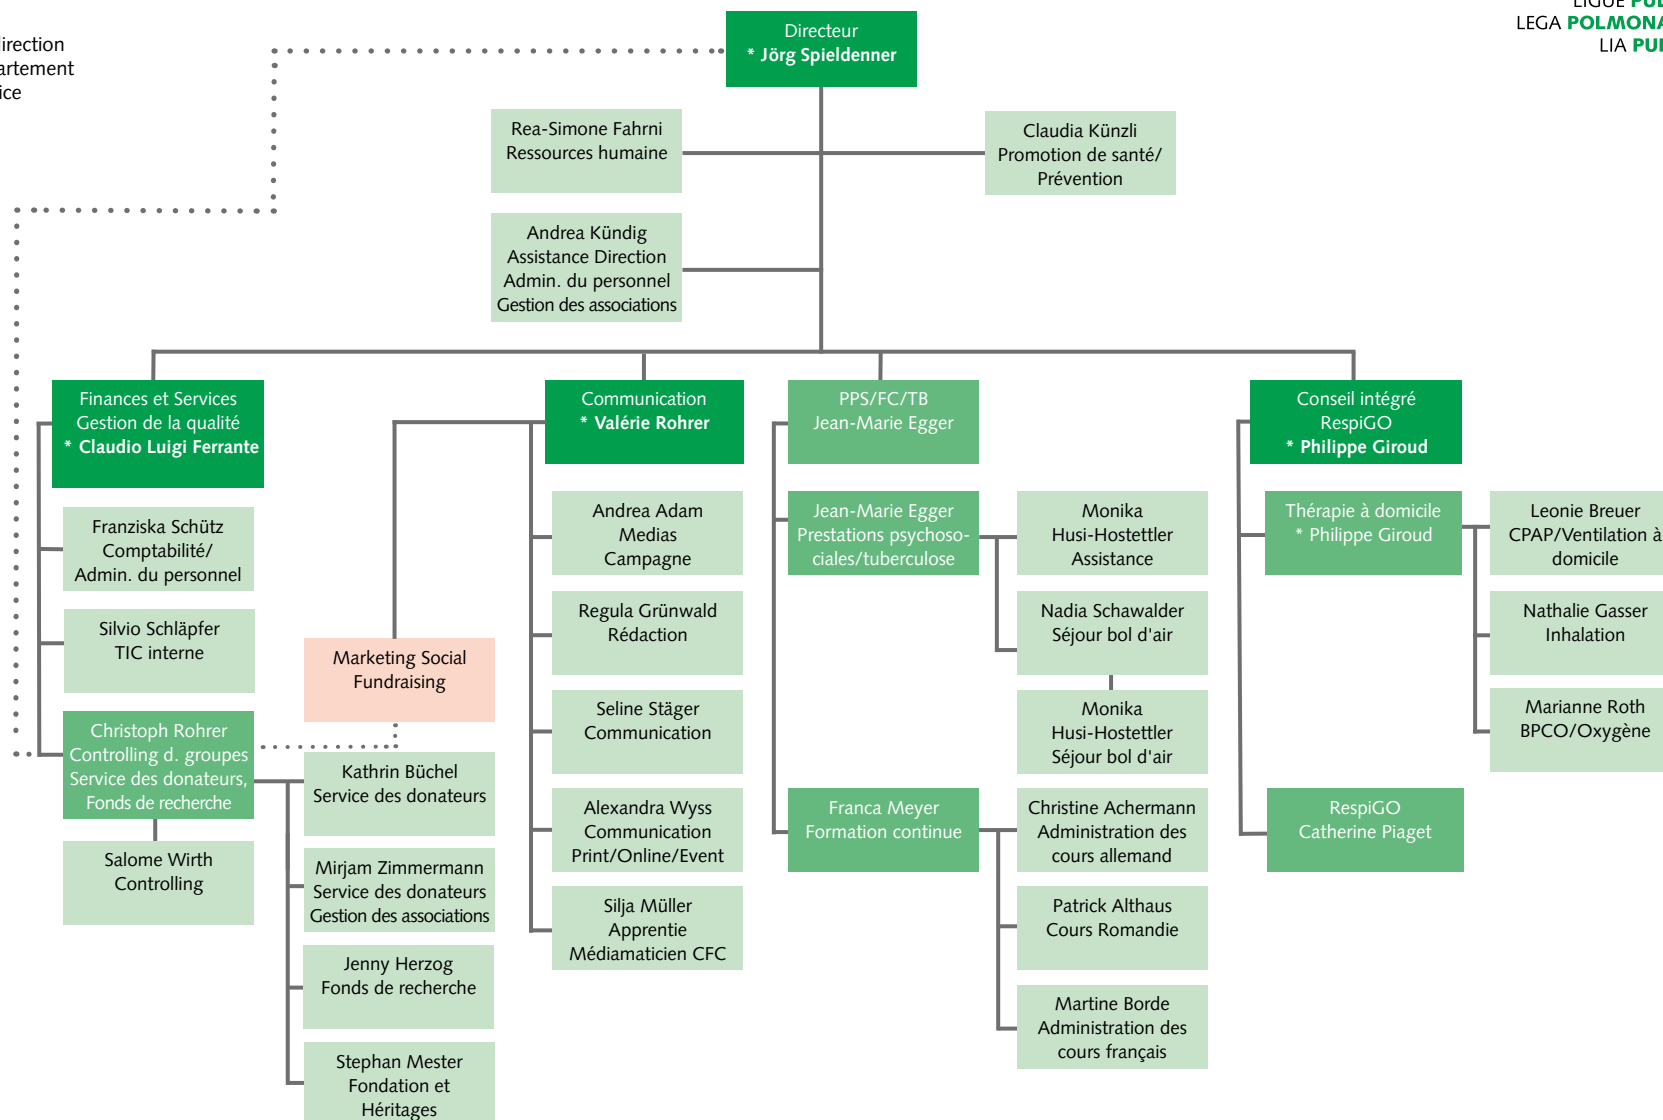 LEGA POLMONA
LIA
Directeur
* Jörg Spieldenner
Rea-Simone Fahrni
Ressources humaine
Claudia Künzli
Promotion de santé/
Prévention
Andrea Kündig
Assistance Direction
Admin. du personnel
Gestion des associations
Finances et Services
Gestion de la qualité
* Claudio Luigi Ferrante
Franziska Schütz
Comptabilité/
Admin. du personnel
Silvio Schläpfer
TIC interne
Christoph Rohrer
Controlling d. groupes
Service des donateurs,
Fonds de recherche
Salome Wirth
Controlling
Marketing Social
Fundraising
Kathrin Büchel
Service des donateurs
Mirjam Zimmermann
Service des donateurs
Gestion des associations
Jenny Herzog
Fonds de recherche
Stephan Mester
Fondation et
Héritages
Communication
* Valérie Rohrer
Andrea Adam
Medias
Campagne
Regula Grünwald
Rédaction
Seline Stäger
Communication
Alexandra Wyss
Communication
Print/Online/Event
Silja Müller
Apprentie
Médiamaticien CFC
PPS/FC/TB
Jean-Marie Egger
Jean-Marie Egger
Prestations psychoso-
ciales/tuberculose
Monika
Husi-Hostettler
Assistance
Nadia Schawalder
Séjour bol d'air
Monika
Husi-Hostettler
Séjour bol d'air
Franca Meyer
Formation continue
Christine Achermann
Administration des
cours allemand
Patrick Althaus
Cours Romandie
Martine Borde
Administration des
cours français
Conseil intégré
RespiGO
* Philippe Giroud
Thérapie à domicile
* Philippe Giroud
Leonie Breuer
CPAP/Ventilation à
domicile
Nathalie Gasser
Inhalation
Marianne Roth
BPCO/Oxygène
RespiGO
Catherine Piaget